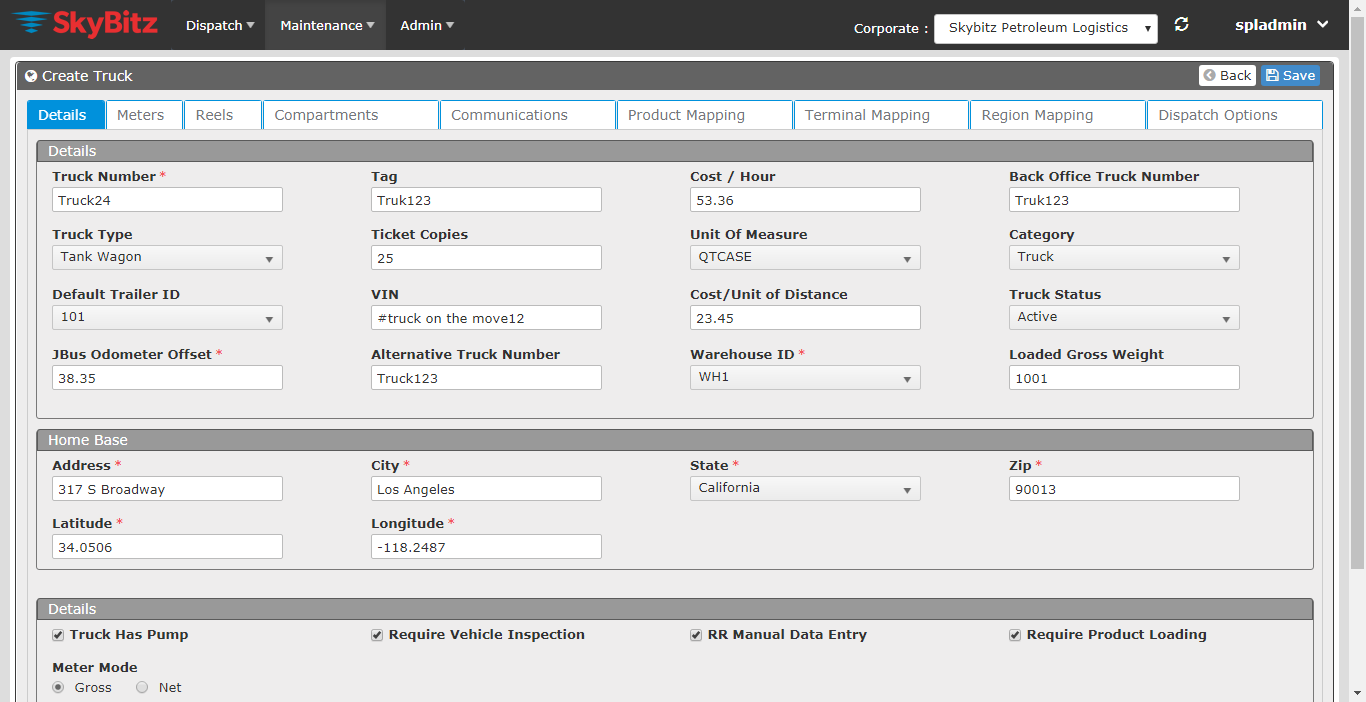 SkyBitz Dispatch Maintenance Admin Corporate : Skybitz Petroleum Logistics spladmin
Create Truck Back Save
Details Meters Reels Compartments Communications Product Mapping Terminal Mapping Region Mapping Dispatch Options
Details
Truck Number * Tag Cost / Hour Back Office Truck Number
Truck24 Truk123 53.36 Truk123
Truck Type Ticket Copies Unit Of Measure Category
Tank Wagon 25 QTCASE Truck
Default Trailer ID VIN Cost/Unit of Distance Truck Status
101 #truck on the move12 23.45 Active
JBus Odometer Offset * Alternative Truck Number Warehouse ID * Loaded Gross Weight
38.35 Truck123 WH1 1001
Home Base
Address * City * State * Zip *
317 S Broadway Los Angeles California 90013
Latitude * Longitude *
34.0506 -118.2487
Details
Truck Has Pump Require Vehicle Inspection RR Manual Data Entry Require Product Loading
Meter Mode
Gross Net